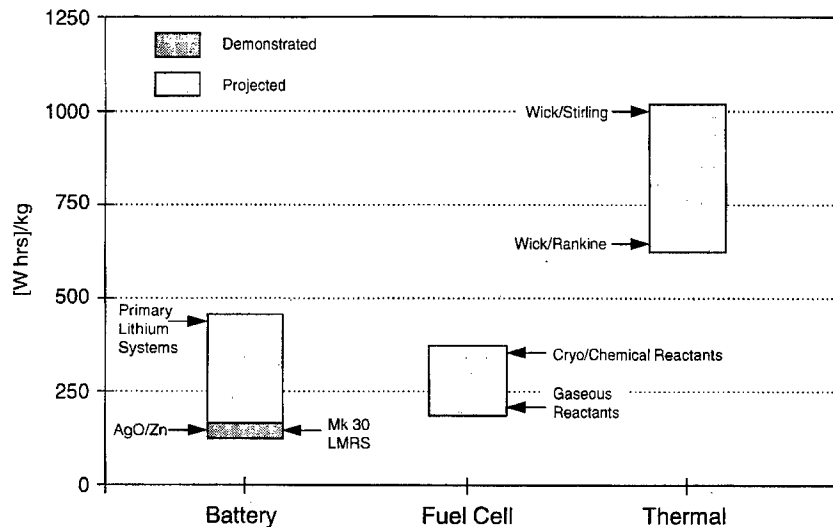 1250
Demonstrated
Projected
1000
Wick/Stirling
750
[W hrs]/kg
Wick/Rankine
500
Primary
Lithium
Systems
Cryo/Chemical Reactants
250
Gaseous
Reactants
AgO/Zn
Mk 30
LMRS
0
Battery
Fuel Cell
Thermal